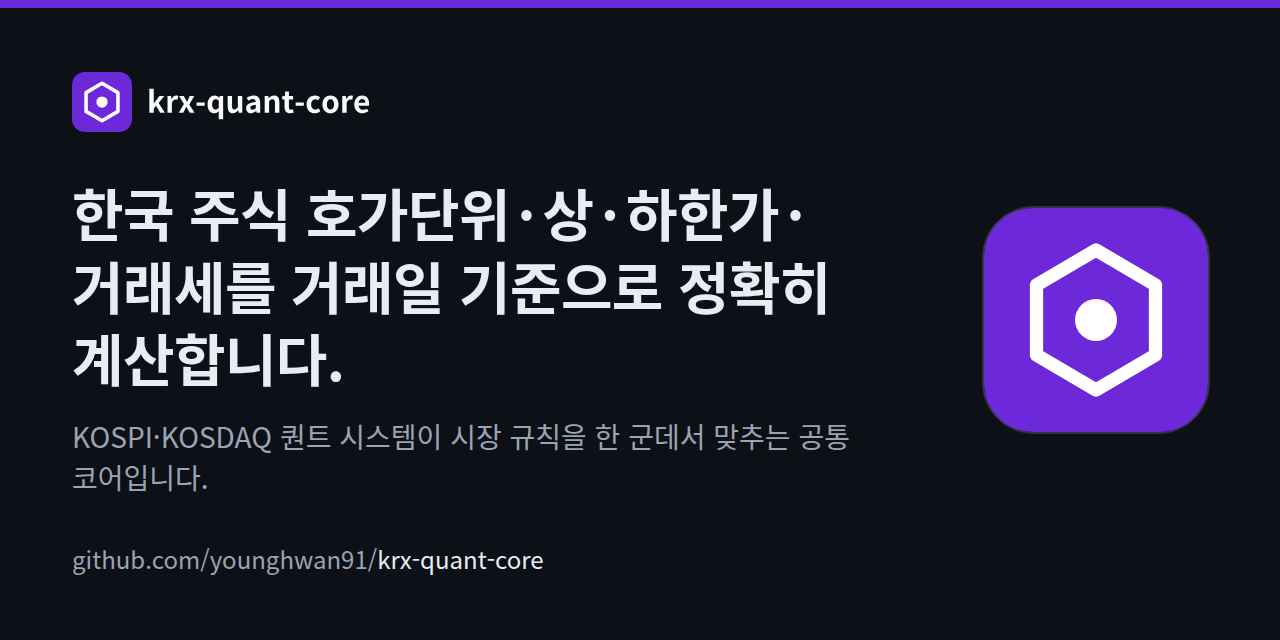 krx-quant-core
한국 주식 호가단위·상·하한가·
거래세를 거래일 기준으로 정확히
계산합니다.
KOSPI·KOSDAQ 퀀트 시스템이 시장 규칙을 한 군데서 맞추는 공통
코어입니다.
github.com/younghwan91/krx-quant-core